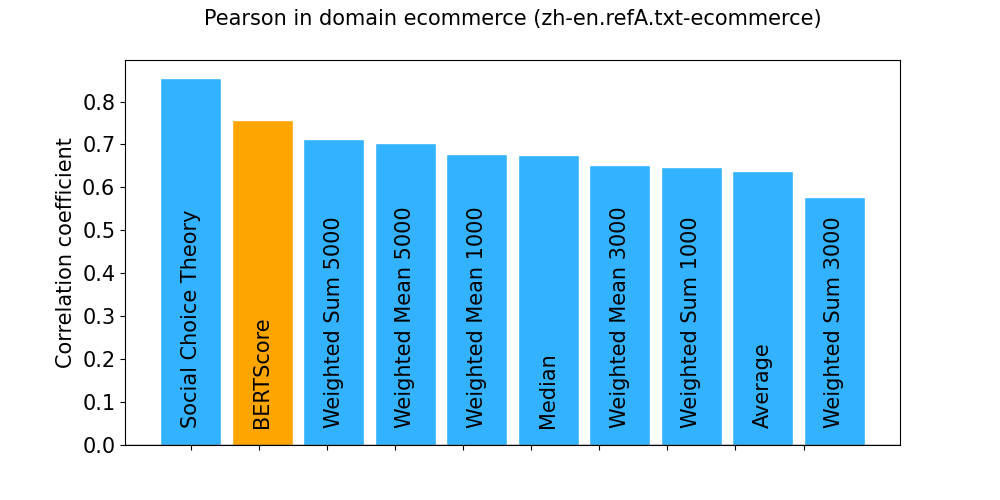 Pearson in domain ecommerce (zh-en.refA.txt-ecommerce)
Correlation coefficient
0.8
0.7
0.6
0.5
0.4
0.3
0.2
0.1
0.0
Social Choice Theory
BERTScore
Weighted Sum 5000
Weighted Mean 5000
Weighted Mean 1000
Median
Weighted Mean 3000
Weighted Sum 1000
Average
Weighted Sum 3000